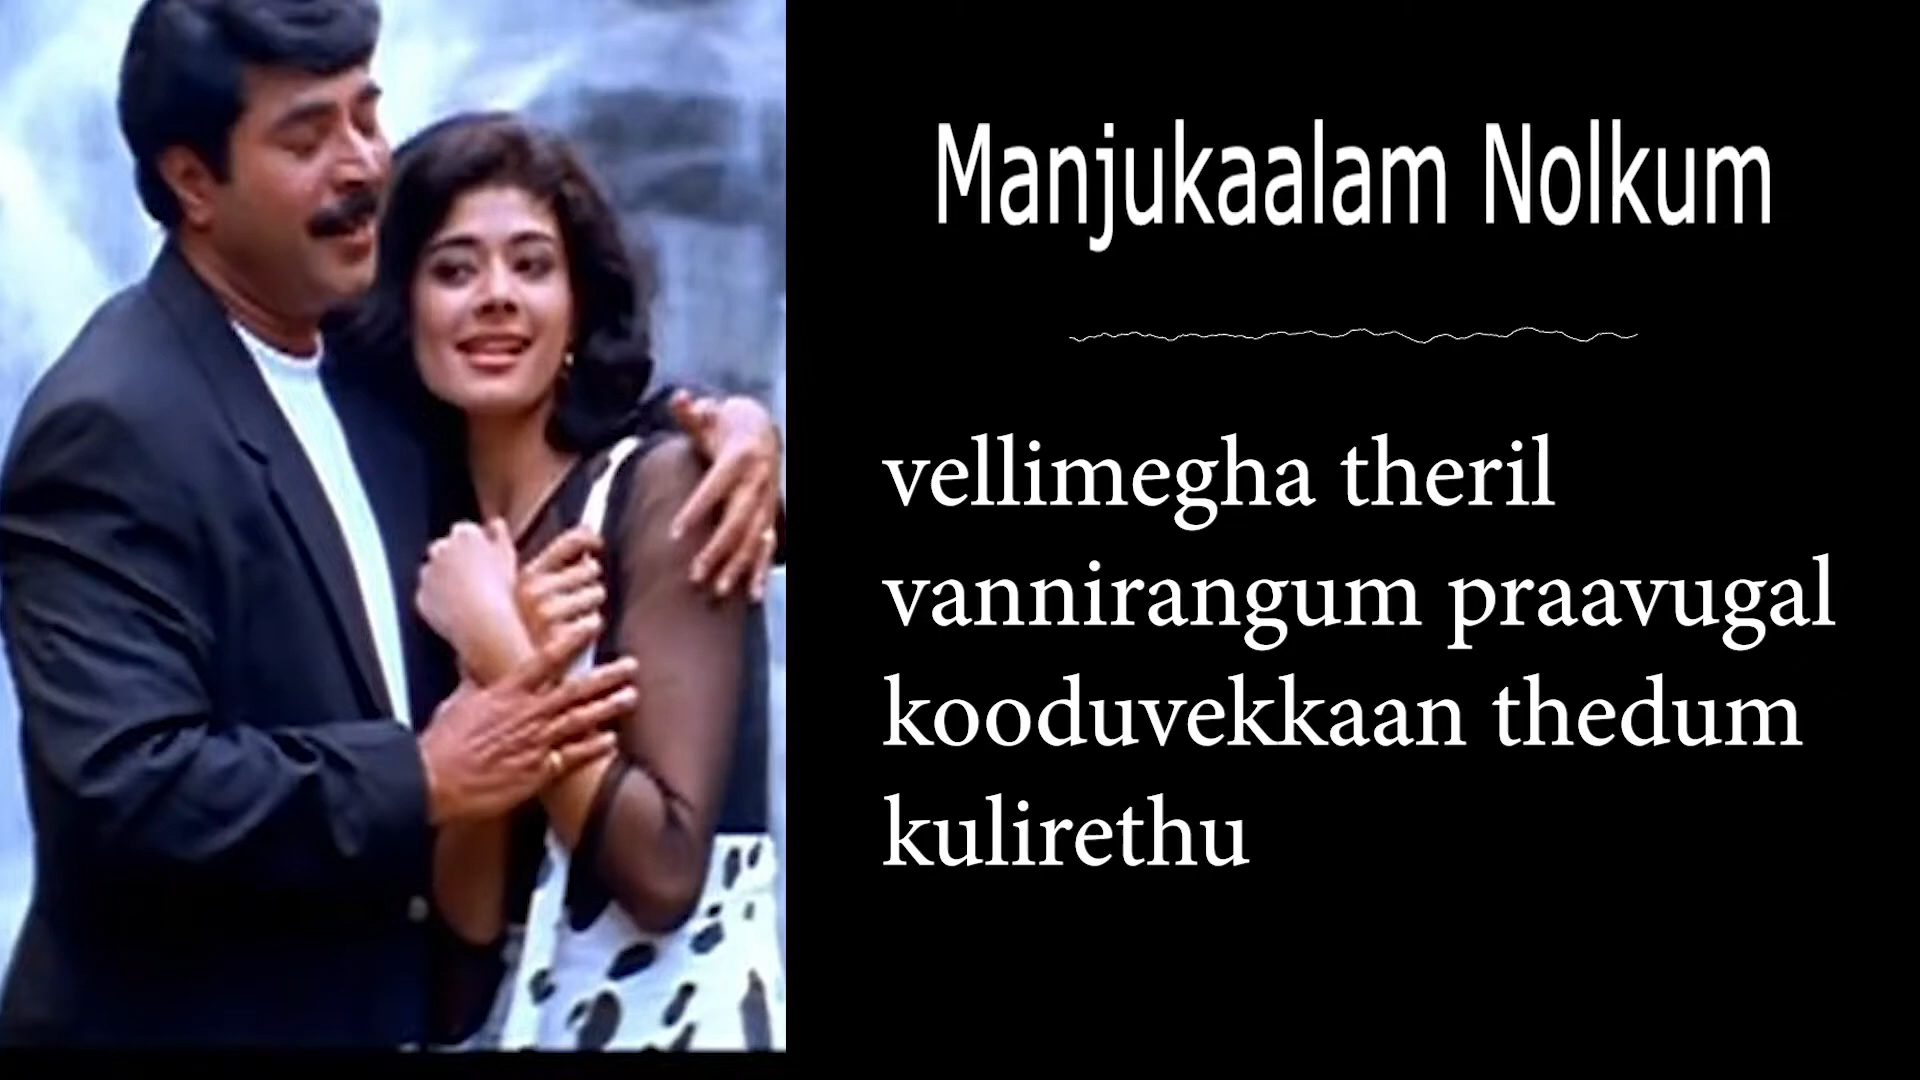 Manjukaalam Nolkum
vellimegha theril
vannirangum praavugal
kooduvekkaan thedum
kulirethu